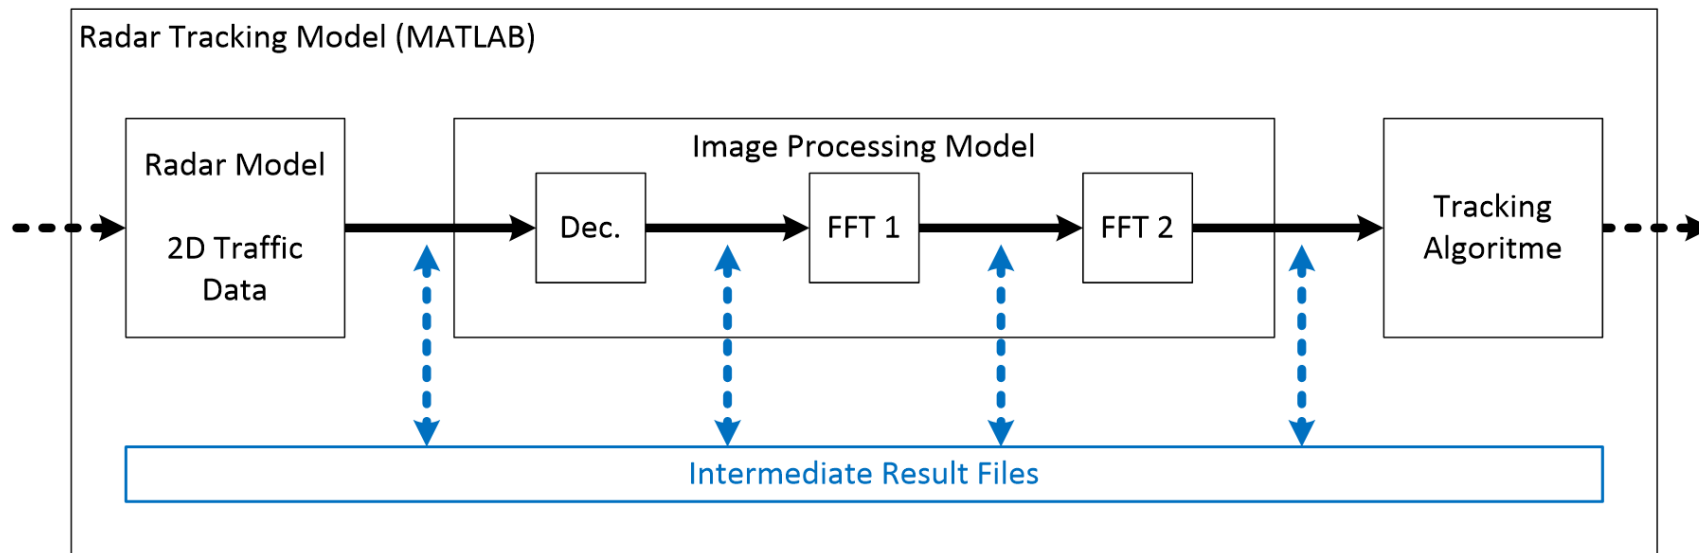 Radar Tracking Model (MATLAB)
Radar Model
2D Traffic
Data
Image Processing Model
Dec.
FFT 1
FFT 2
Tracking
Algoritme
Intermediate Result Files